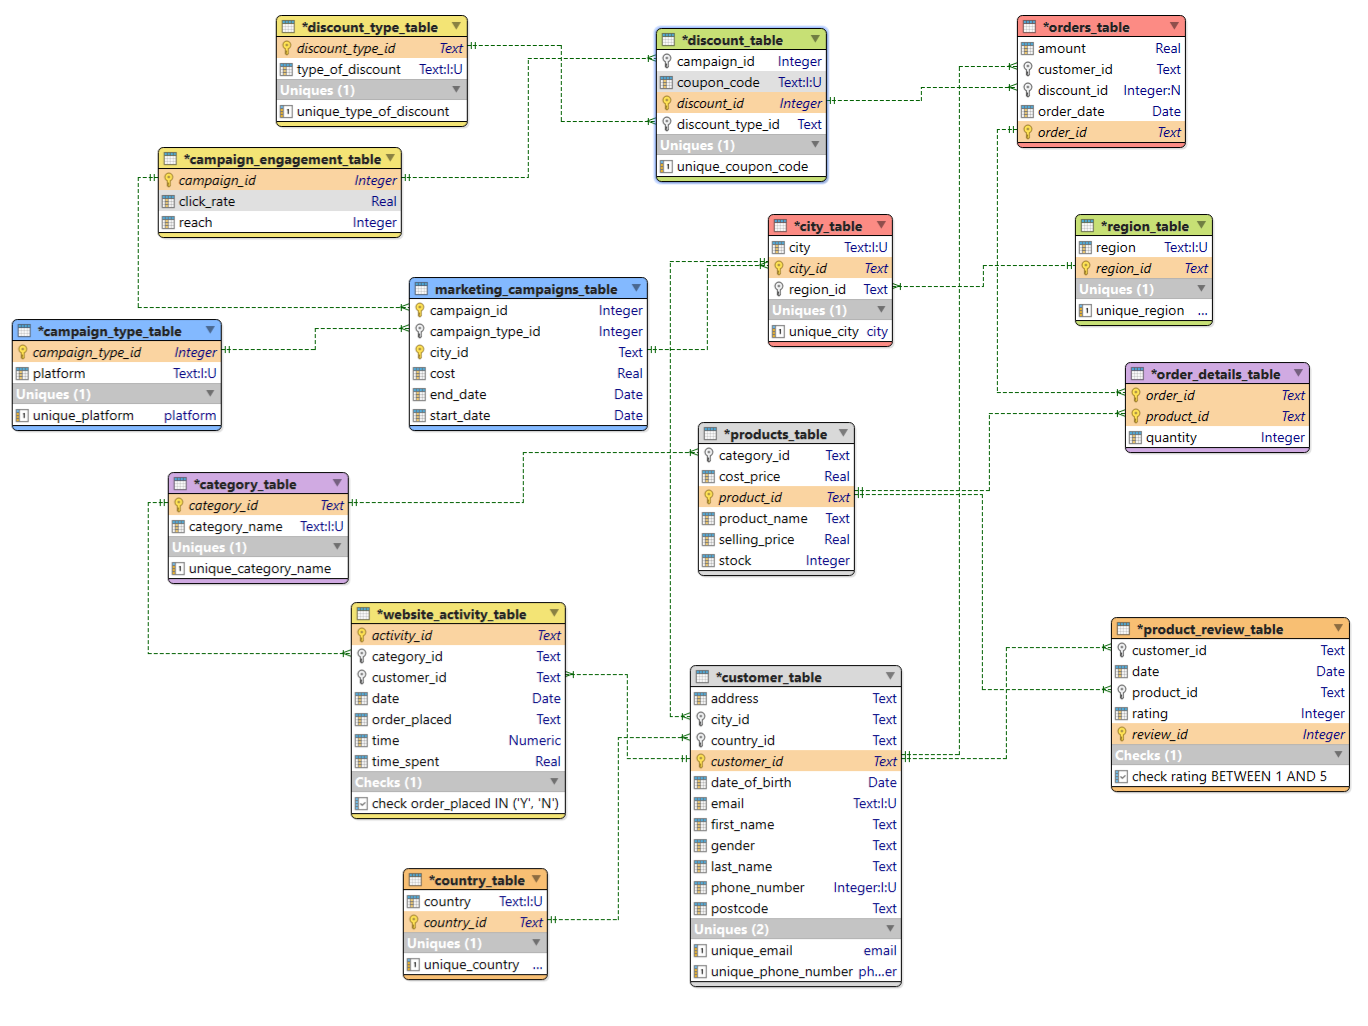 *discount_type_table
discount_type_id Text
type_of_discount Text:I:U
Uniques (1)
unique_type_of_discount
*discount_table
campaign_id Integer
coupon_code Text:I:U
discount_id Integer
discount_type_id Text
Uniques (1)
unique_coupon_code
*orders_table
amount Real
customer_id Text
discount_id Integer:N
order_date Date
order_id Text
*campaign_engagement_table
campaign_id Integer
click_rate Real
reach Integer
*city_table
city Text:I:U
city_id Text
region_id Text
Uniques (1)
unique_city city
*region_table
region Text:I:U
region_id Text
Uniques (1)
unique_region ...
marketing_campaigns_table
campaign_id Integer
campaign_type_id Integer
city_id Text
cost Real
end_date Date
start_date Date
*campaign_type_table
campaign_type_id Integer
platform Text:I:U
Uniques (1)
unique_platform platform
*order_details_table
order_id Text
product_id Text
quantity Integer
*products_table
category_id Text
cost_price Real
product_id Text
product_name Text
selling_price Real
stock Integer
*category_table
category_id Text
category_name Text:I:U
Uniques (1)
unique_category_name
*website_activity_table
activity_id Text
category_id Text
customer_id Text
date Date
order_placed Text
time Numeric
time_spent Real
Checks (1)
check order_placed IN ('Y', 'N')
*product_review_table
customer_id Text
date Date
product_id Text
rating Integer
review_id Integer
Checks (1)
check rating BETWEEN 1 AND 5
*customer_table
address Text
city_id Text
country_id Text
customer_id Text
date_of_birth Date
email Text:I:U
first_name Text
gender Text
last_name Text
phone_number Integer:I:U
postcode Text
Uniques (2)
unique_email email
unique_phone_number ph...er
*country_table
country Text:I:U
country_id Text
Uniques (1)
unique_country ...